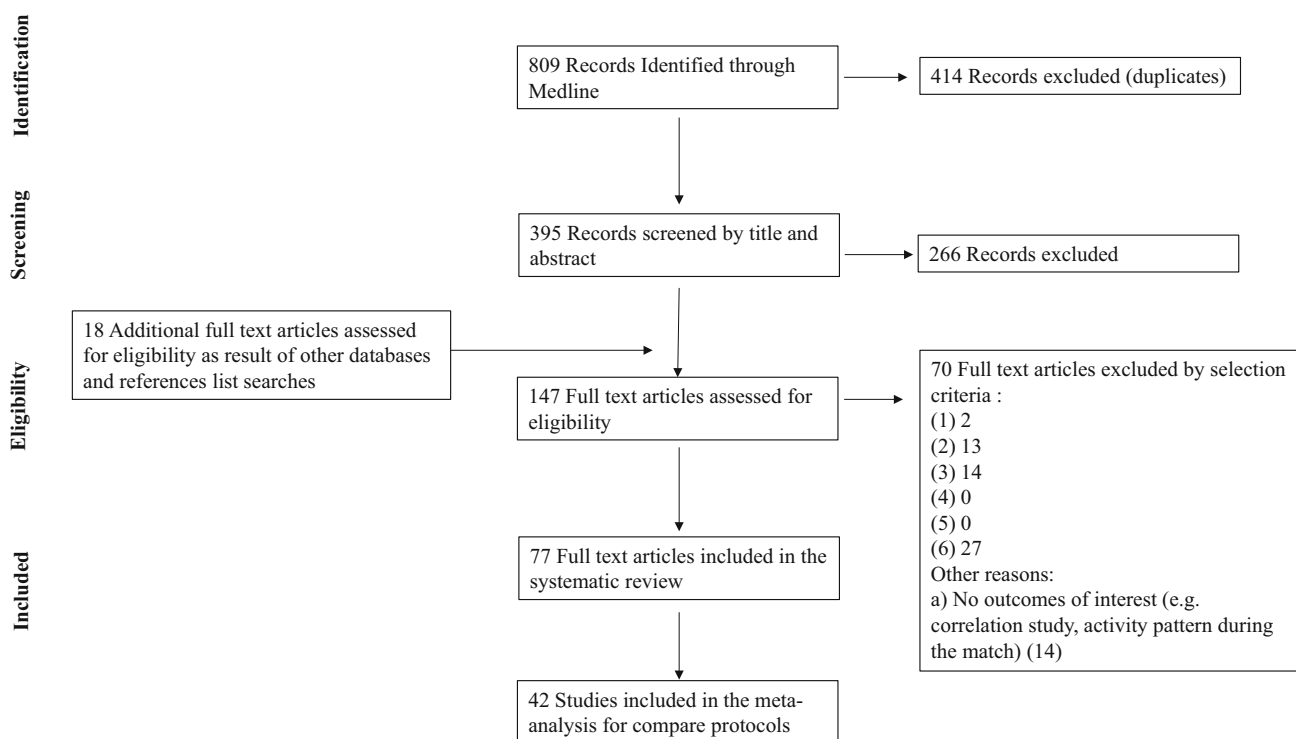 Identification
809 Records Identified through
Medline
414 Records excluded (duplicates)
Screening
395 Records screened by title and
abstract
266 Records excluded
Eligibility
18 Additional full text articles assessed
for eligibility as result of other databases
and references list searches
147 Full text articles assessed for
eligibility
70 Full text articles excluded by selection
criteria :
(1) 2
(2) 13
(3) 14
(4) 0
(5) 0
(6) 27
Other reasons:
a) No outcomes of interest (e.g.
correlation study, activity pattern during
the match) (14)
Included
77 Full text articles included in the
systematic review
42 Studies included in the meta-
analysis for compare protocols